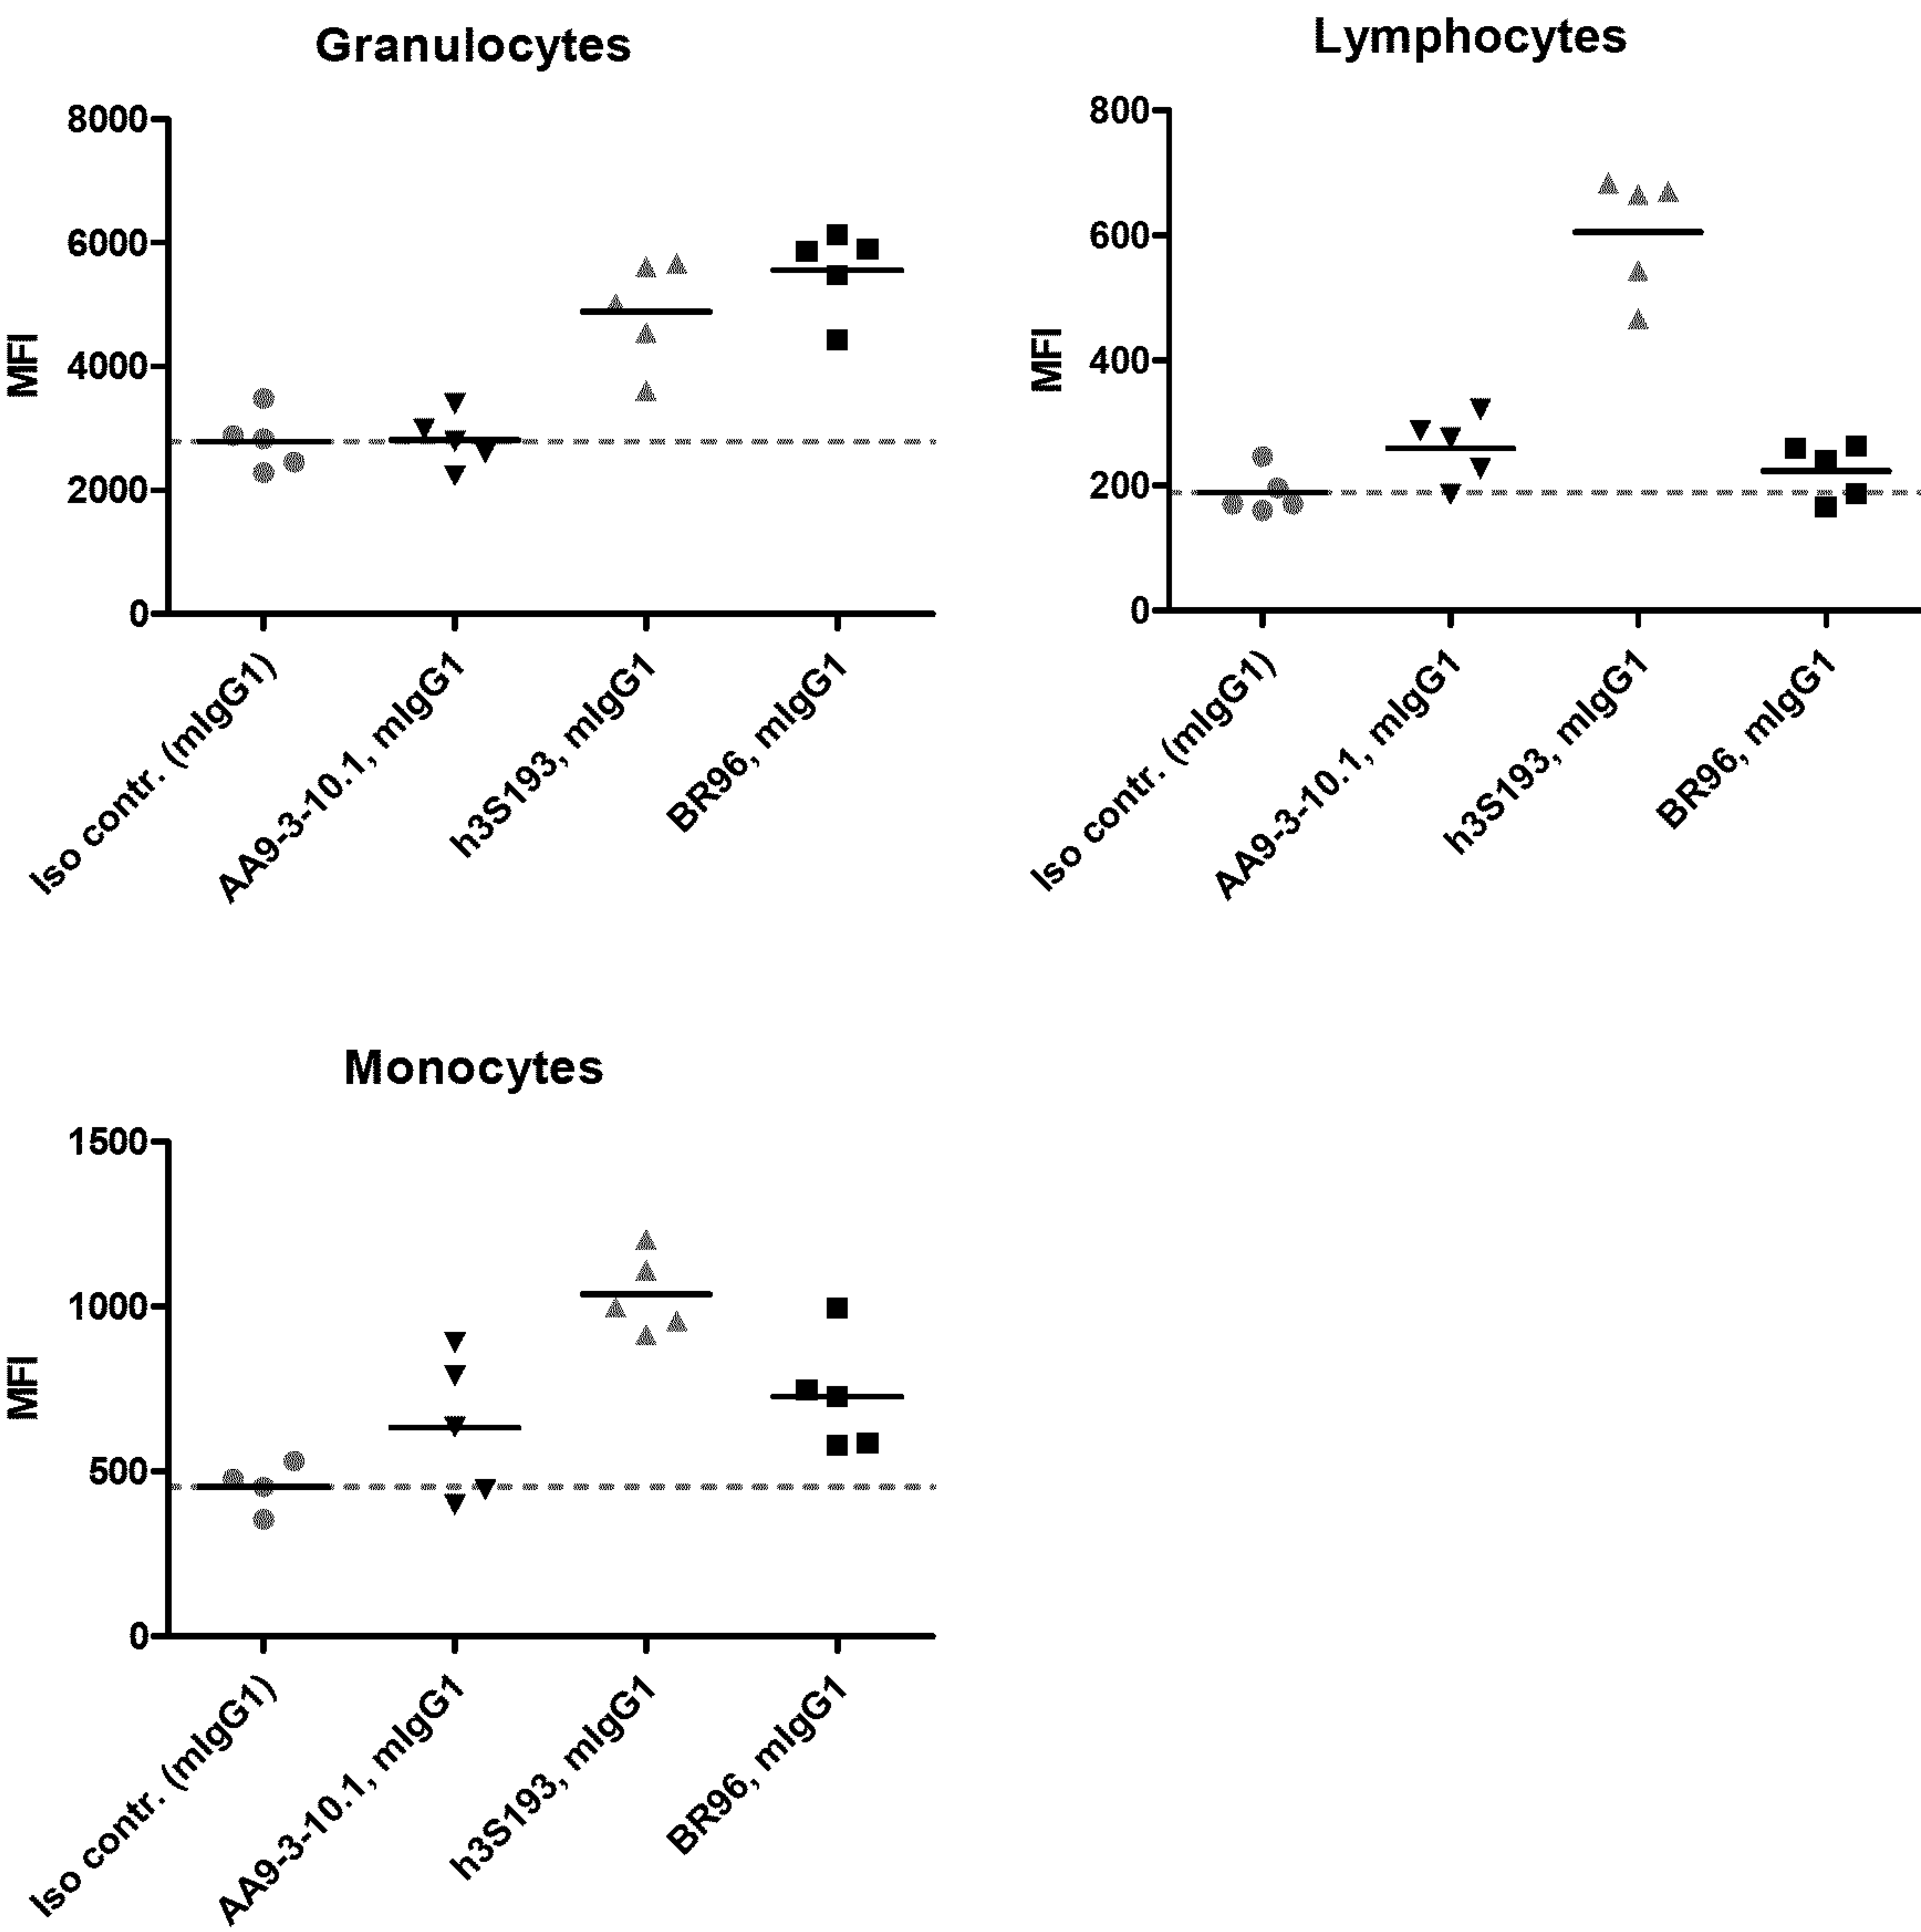 Granulocytes
MFI
8000
6000
4000
2000
0
Iso contr. (mIgG1)
AA9-3-10.1, mIgG1
h3S193, mIgG1
BR96, mIgG1
Lymphocytes
MFI
800
600
400
200
0
Iso contr. (mIgG1)
AA9-3-10.1, mIgG1
h3S193, mIgG1
BR96, mIgG1
Monocytes
MFI
1500
1000
500
0
Iso contr. (mIgG1)
AA9-3-10.1, mIgG1
h3S193, mIgG1
BR96, mIgG1